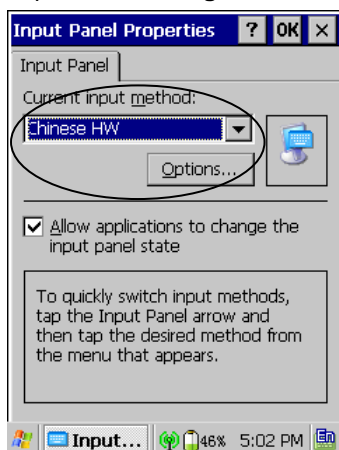 Input Panel Properties ? OK ×
Input Panel
Current input method:
Chinese HW
Options...
Allow applications to change the
input panel state
To quickly switch input methods,
tap the Input Panel arrow and
then tap the desired method from
the menu that appears.
Input... 46% 5:02 PM En